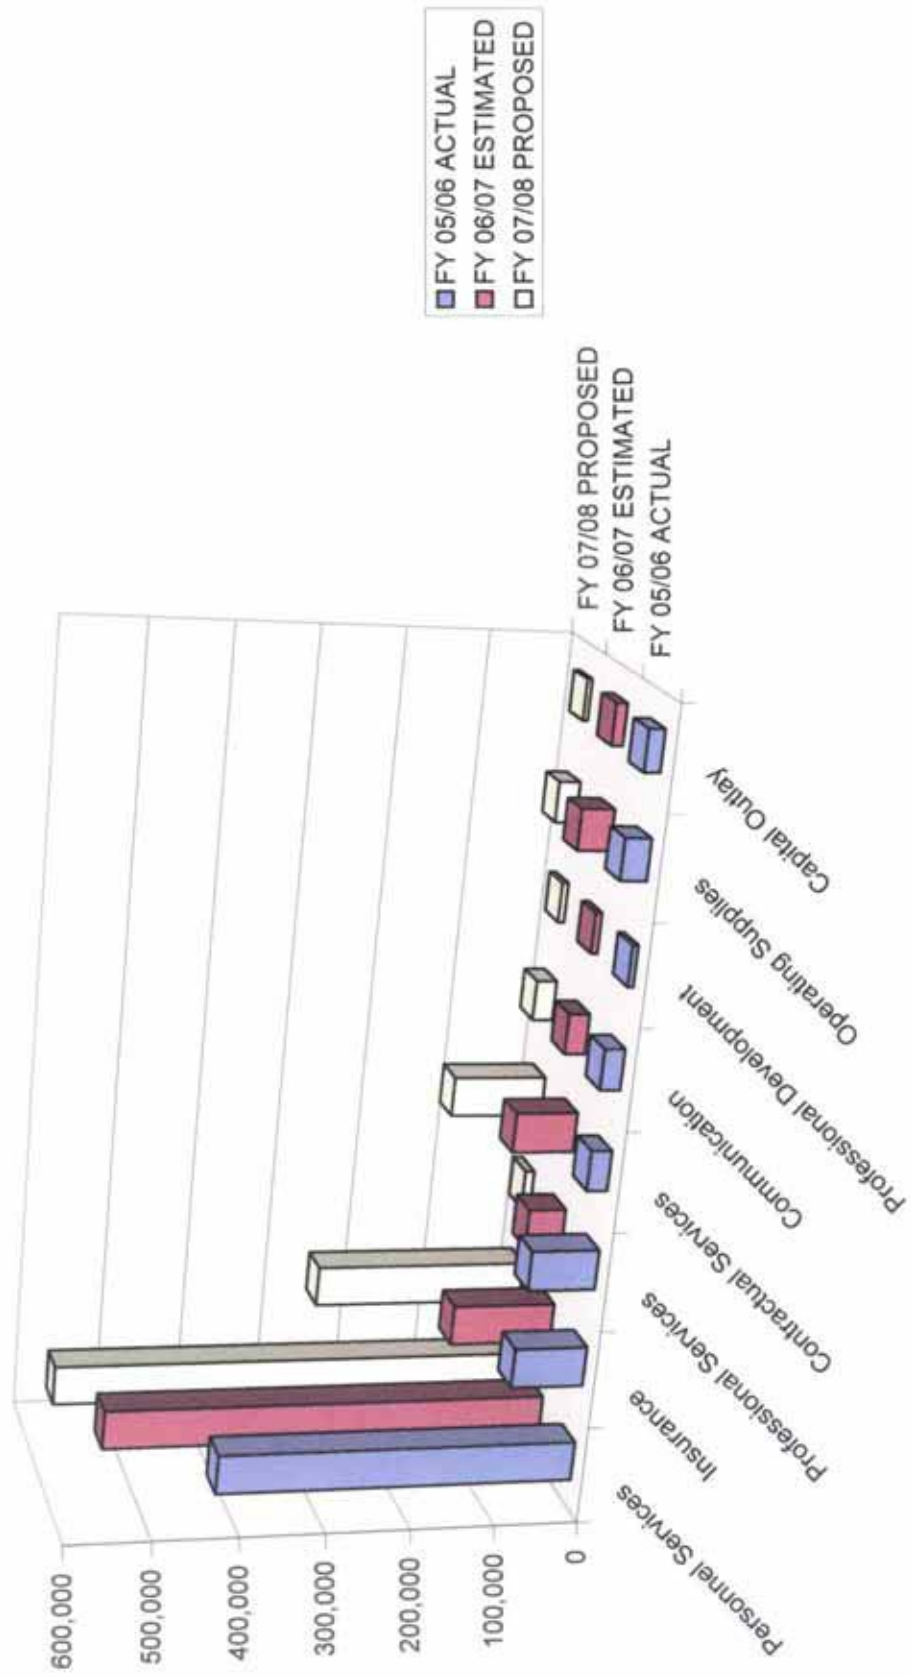 600,000
500,000
400,000
300,000
200,000
100,000
0
Personnel Services
Insurance
Professional Services
Contractual Services
Communication
Professional Development
Operating Supplies
Capital Outlay
FY 07/08 PROPOSED
FY 06/07 ESTIMATED
FY 05/06 ACTUAL
FY 05/06 ACTUAL
FY 06/07 ESTIMATED
FY 07/08 PROPOSED